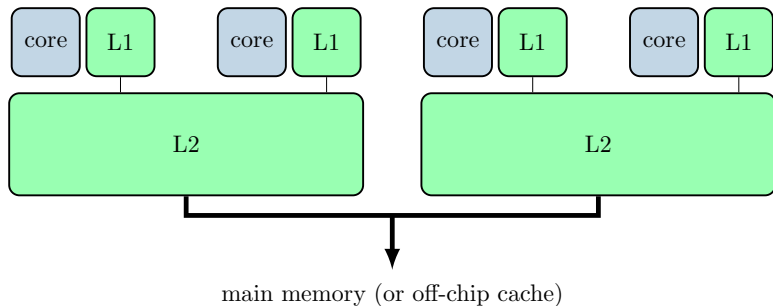 core L1 core L1 core L1 core L1
L2 L2
main memory (or off-chip cache)